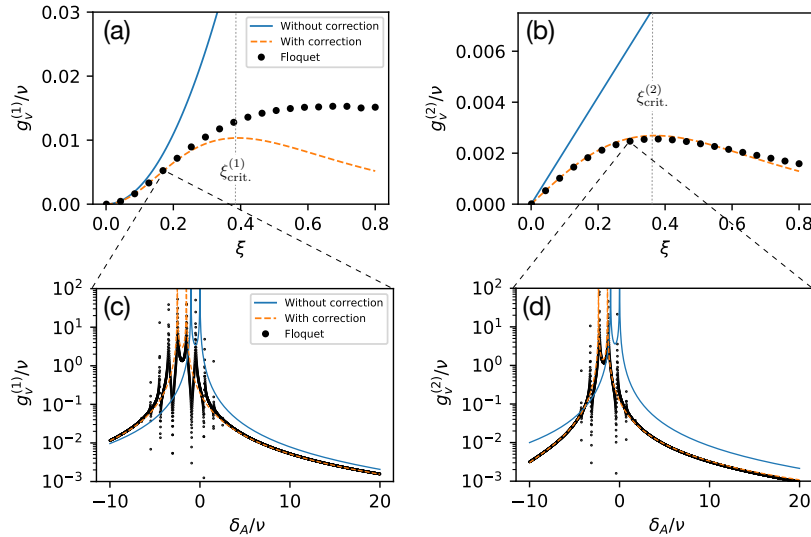 (a)
Without correction
With correction
Floquet
0.03
0.02
0.01
0.00
g_v^(1)/ν
ξ_crit.^(1)
0.0 0.2 0.4 0.6 0.8
ξ
(b)
0.006
0.004
0.002
0.000
g_v^(2)/ν
ξ_crit.^(2)
0.0 0.2 0.4 0.6 0.8
ξ
(c)
Without correction
With correction
Floquet
10^2
10^1
10^0
10^−1
10^−2
10^−3
g_v^(1)/ν
−10 0 10 20
δ_A/ν
(d)
10^2
10^1
10^0
10^−1
10^−2
10^−3
g_v^(2)/ν
−10 0 10 20
δ_A/ν